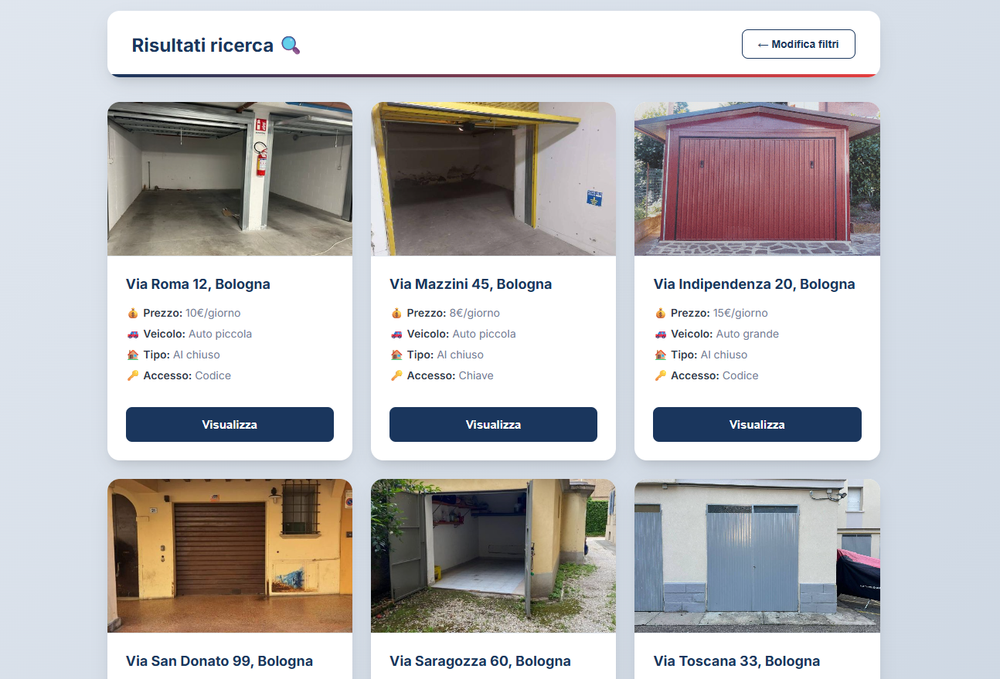 Risultati ricerca
← Modifica filtri
Via Roma 12, Bologna
Prezzo: 10€/giorno
Veicolo: Auto piccola
Tipo: Al chiuso
Accesso: Codice
Visualizza
Via Mazzini 45, Bologna
Prezzo: 8€/giorno
Veicolo: Auto piccola
Tipo: Al chiuso
Accesso: Chiave
Visualizza
Via Indipendenza 20, Bologna
Prezzo: 15€/giorno
Veicolo: Auto grande
Tipo: Al chiuso
Accesso: Codice
Visualizza
Via San Donato 99, Bologna
Via Saragozza 60, Bologna
Via Toscana 33, Bologna